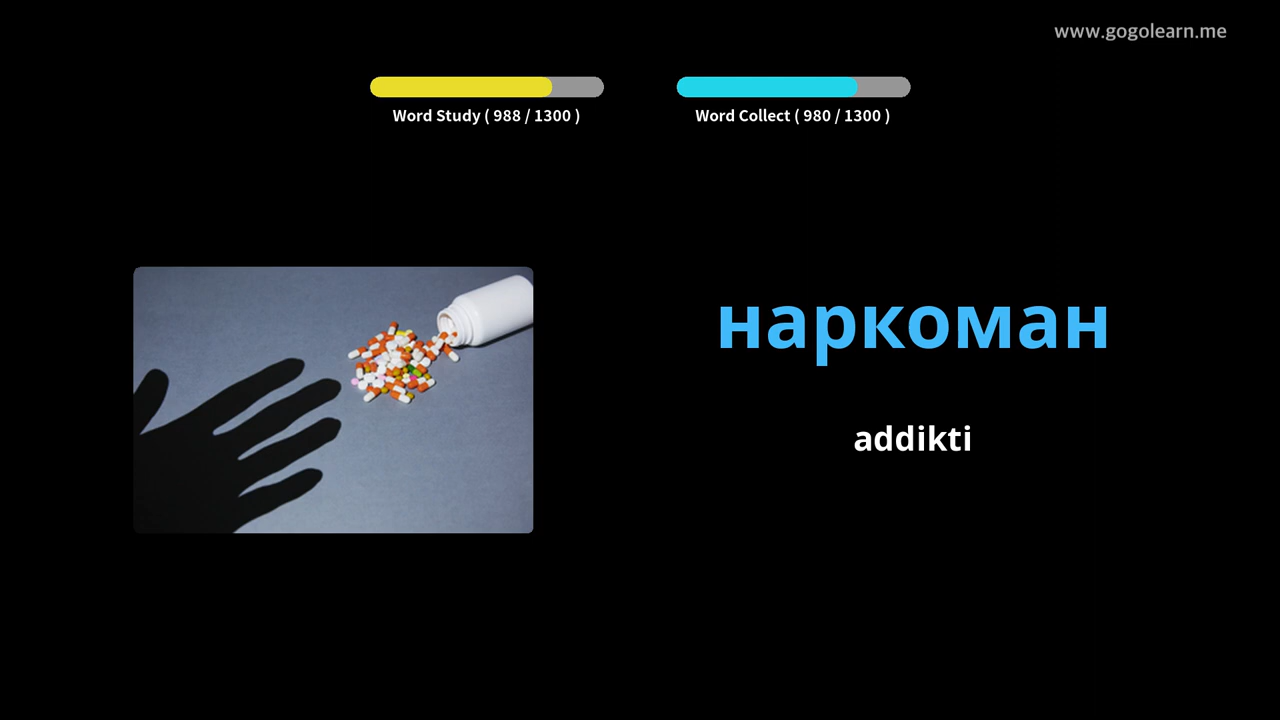 www.gogolearn.me
Word Study ( 988 / 1300 )
Word Collect ( 980 / 1300 )
наркоман
addikti